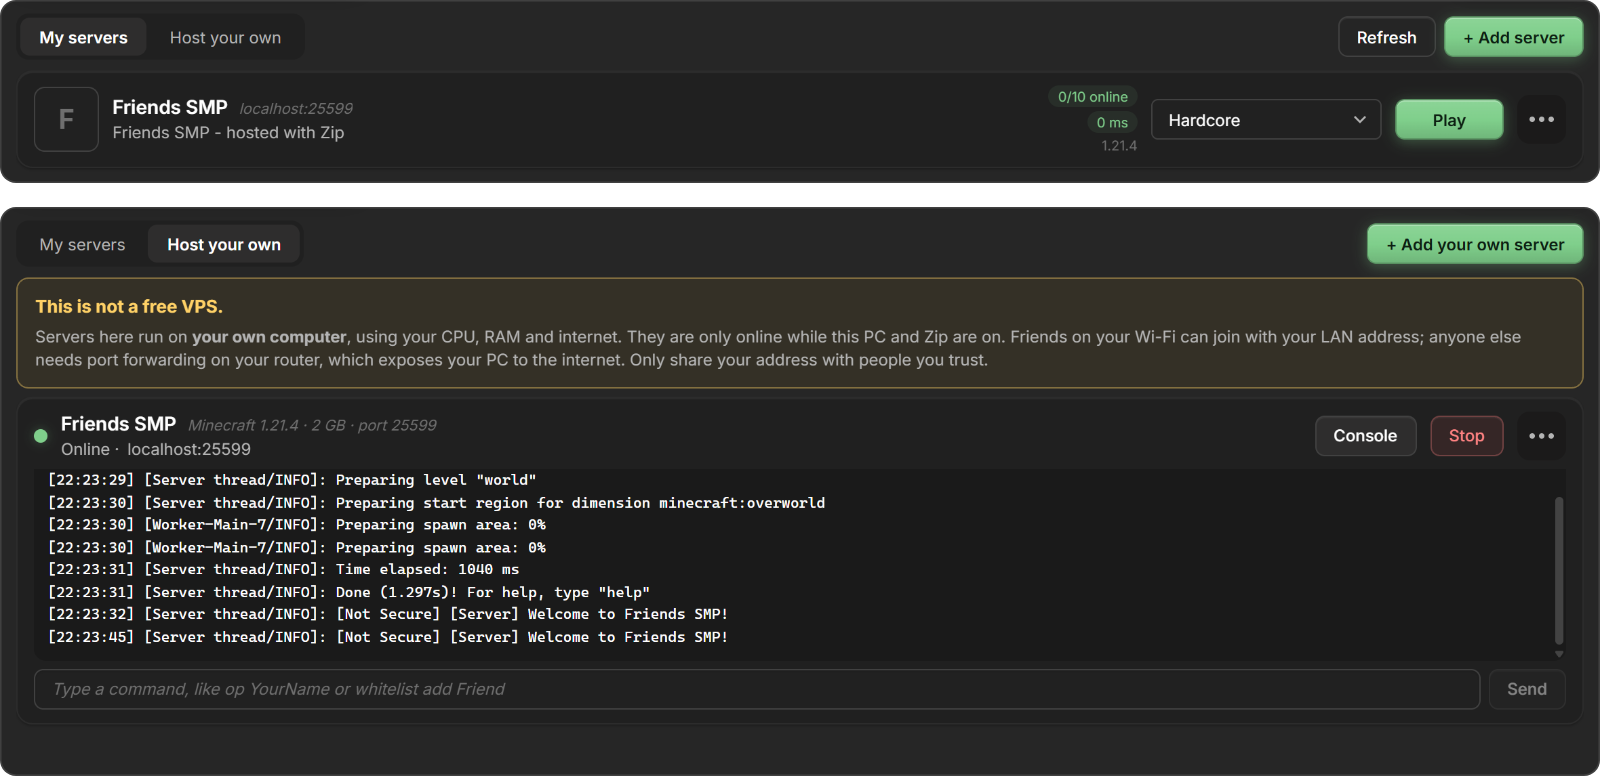 My servers
Host your own
Refresh
+ Add server
F
Friends SMP localhost:25599
Friends SMP - hosted with Zip
0/10 online
0 ms
1.21.4
Hardcore
Play
My servers
Host your own
+ Add your own server
This is not a free VPS.
Servers here run on your own computer, using your CPU, RAM and internet. They are only online while this PC and Zip are on. Friends on your Wi-Fi can join with your LAN address; anyone else
needs port forwarding on your router, which exposes your PC to the internet. Only share your address with people you trust.
Friends SMP Minecraft 1.21.4 · 2 GB · port 25599
Online · localhost:25599
Console
Stop
[22:23:29] [Server thread/INFO]: Preparing level "world"
[22:23:30] [Server thread/INFO]: Preparing start region for dimension minecraft:overworld
[22:23:30] [Worker-Main-7/INFO]: Preparing spawn area: 0%
[22:23:30] [Worker-Main-7/INFO]: Preparing spawn area: 0%
[22:23:31] [Server thread/INFO]: Time elapsed: 1040 ms
[22:23:31] [Server thread/INFO]: Done (1.297s)! For help, type "help"
[22:23:32] [Server thread/INFO]: [Not Secure] [Server] Welcome to Friends SMP!
[22:23:45] [Server thread/INFO]: [Not Secure] [Server] Welcome to Friends SMP!
Type a command, like op YourName or whitelist add Friend
Send